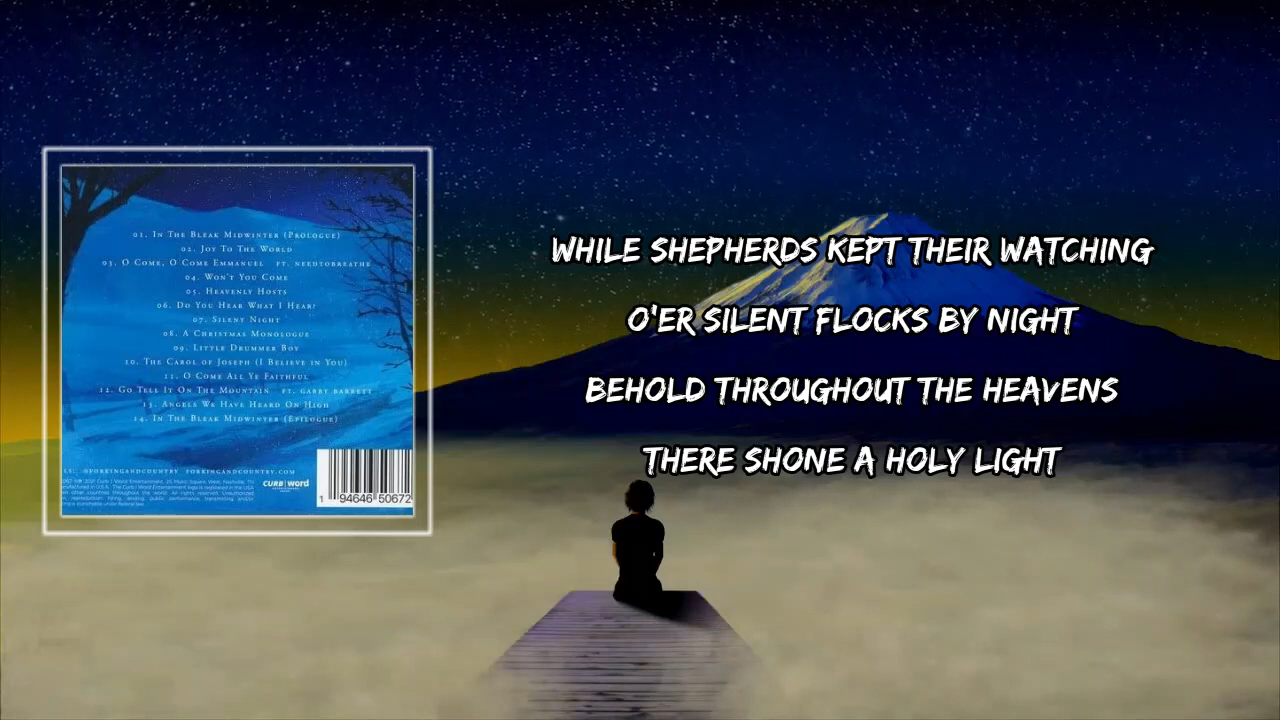 01. In The Bleak Midwinter (Prologue)
02. Joy To The World
03. O Come, O Come Emmanuel ft. needtobreathe
04. Won't You Come
05. Heavenly Hosts
06. Do You Hear What I Hear?
07. Silent Night
08. A Christmas Monologue
09. Little Drummer Boy
10. The Carol of Joseph (I Believe in You)
11. O Come All Ye Faithful
12. Go Tell It On The Mountain ft. Gabby Barrett
13. Angels We Have Heard On High
14. In The Bleak Midwinter (Epilogue)
@forkingandcountry forkingandcountry.com
CURB | word
1 94646 50672
WHILE SHEPHERDS KEPT THEIR WATCHING
O'ER SILENT FLOCKS BY NIGHT
BEHOLD THROUGHOUT THE HEAVENS
THERE SHONE A HOLY LIGHT